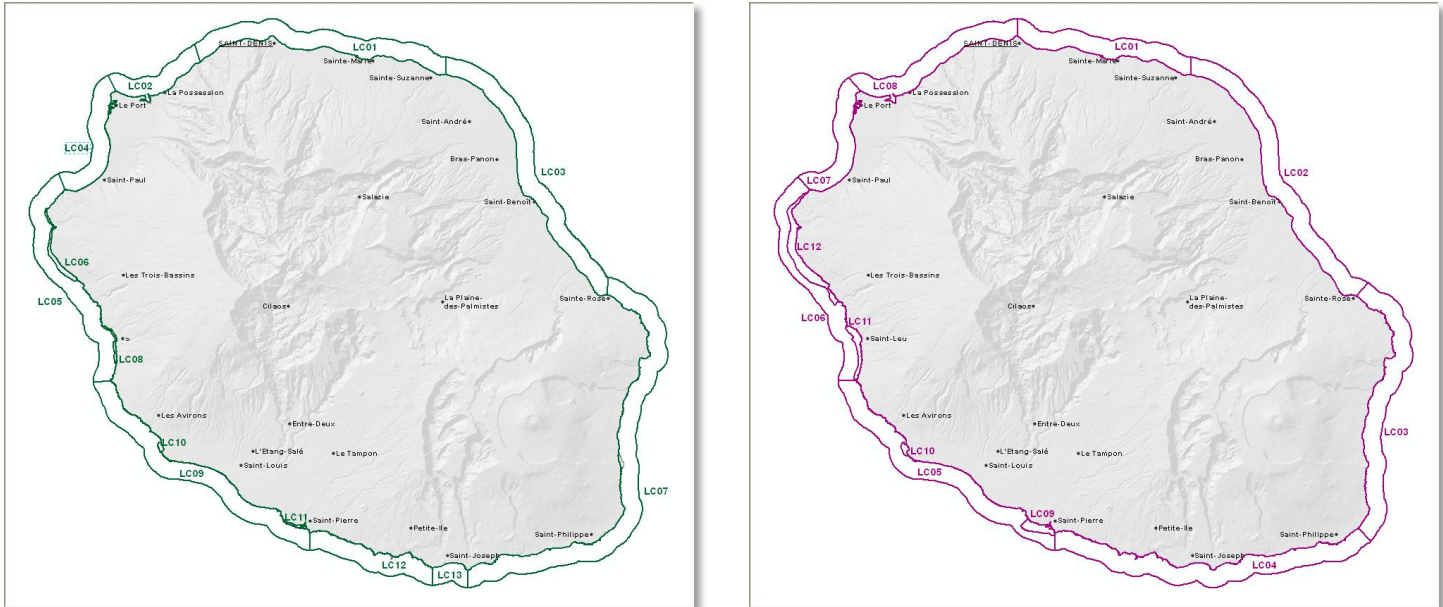 LC01
SAINT-DENIS
Sainte-Marie
Sainte-Suzanne
LC02
La Possession
Le Port
Saint-André
LC04
Bras-Panon
LC03
Saint-Paul
Salazie
Saint-Benoît
LC06
Les Trois-Bassins
LC05
Cilaos
La Plaine-
des-Palmistes
Sainte-Rose
s
LC08
Les Avirons
Entre-Deux
LC10
L'Etang-Salé
Le Tampon
Saint-Louis
LC09
LC07
LC11
Saint-Pierre
Petite-Ile
Saint-Philippe
Saint-Joseph
LC12
LC13
LC01
SAINT-DENIS
Sainte-Marie
Sainte-Suzanne
LC08
La Possession
Le Port
Saint-André
Bras-Panon
LC07
Saint-Paul
LC02
Salazie
Saint-Benoît
LC12
Les Trois-Bassins
LC06
Cilaos
La Plaine-
des-Palmistes
Sainte-Rose
LC11
Saint-Leu
Les Avirons
Entre-Deux
LC03
LC10
L'Etang-Salé
Le Tampon
Saint-Louis
LC05
LC09
Saint-Pierre
Petite-Ile
Saint-Philippe
Saint-Joseph
LC04